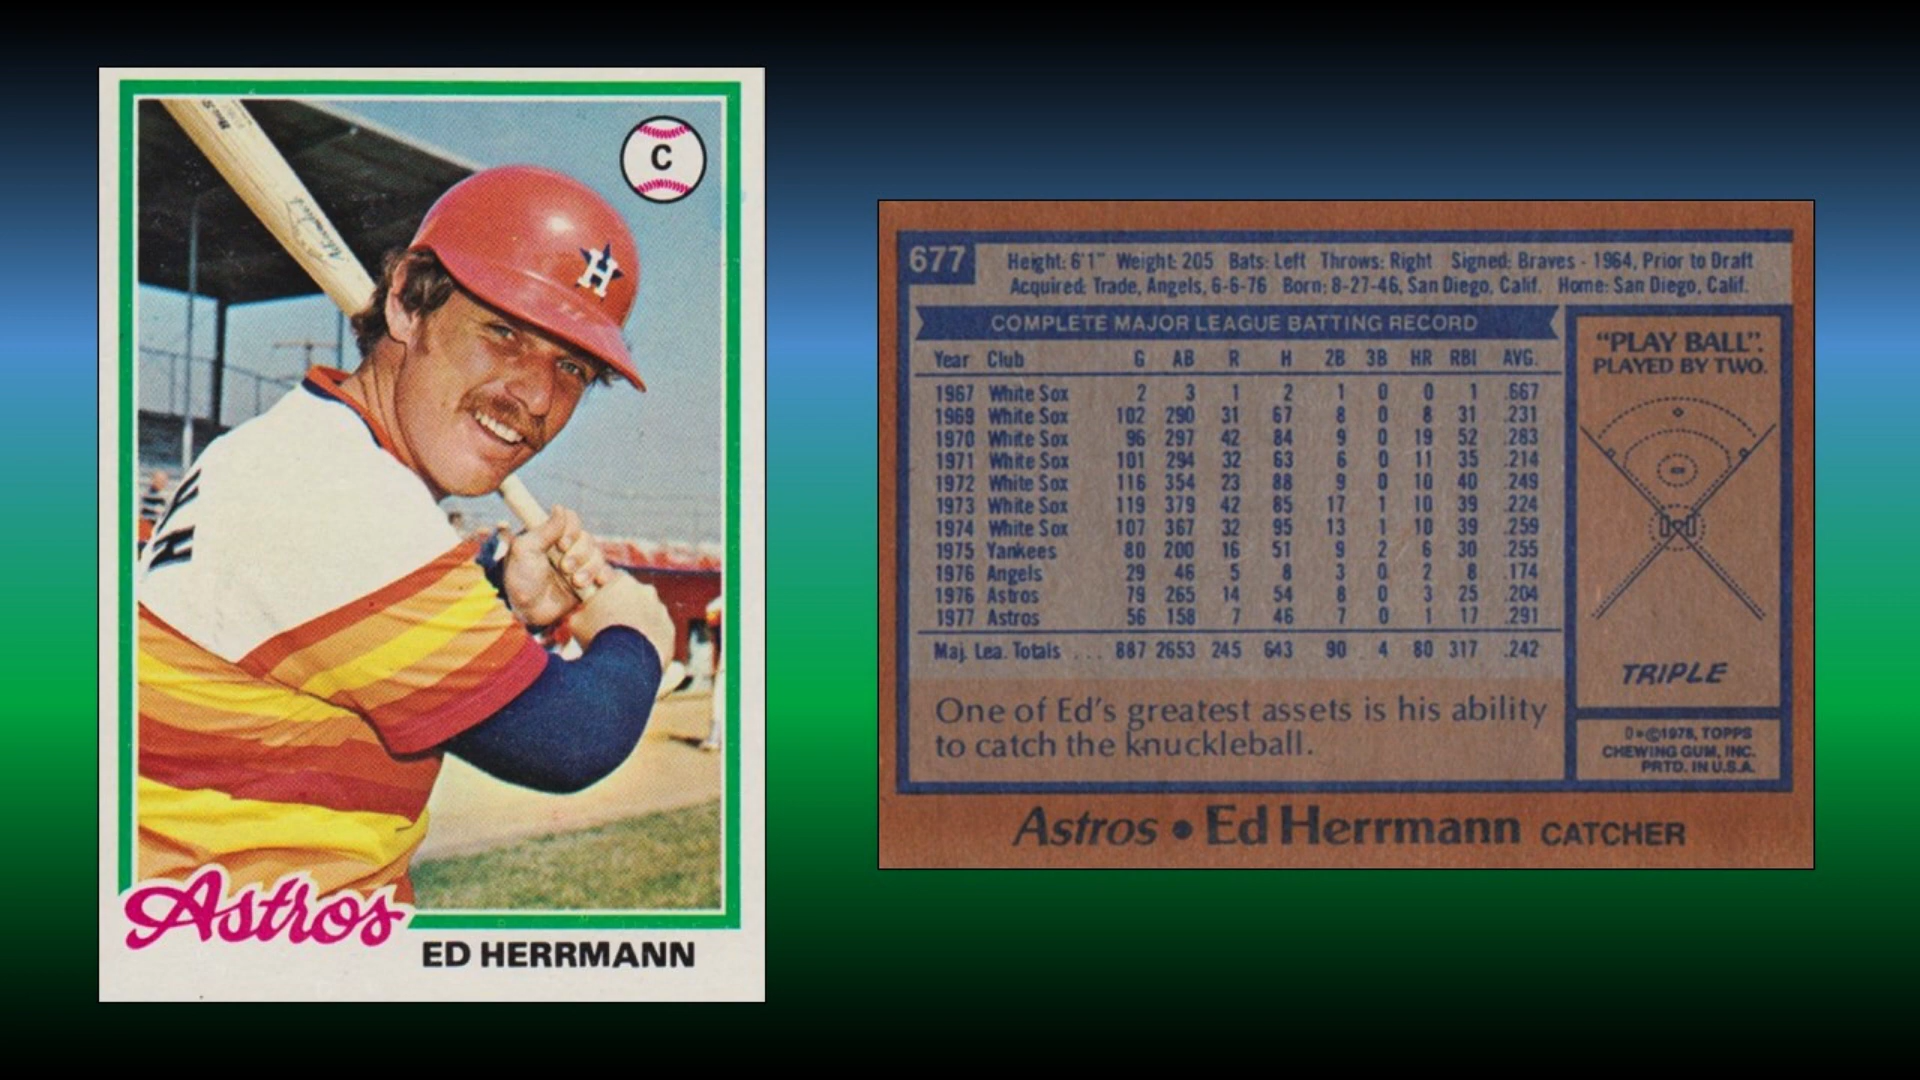 C
H
Astros
ED HERRMANN
677
Height: 6'1" Weight: 205 Bats: Left Throws: Right Signed: Braves - 1964, Prior to Draft
Acquired: Trade, Angels, 6-6-76 Born: 8-27-46, San Diego, Calif. Home: San Diego, Calif.
COMPLETE MAJOR LEAGUE BATTING RECORD
Year Club G AB R H 2B 3B HR RBI AVG.
1967 White Sox 2 3 1 2 1 0 0 1 .667
1969 White Sox 102 290 31 67 8 0 8 31 .231
1970 White Sox 96 297 42 84 9 0 19 52 .283
1971 White Sox 101 294 32 63 6 0 11 35 .214
1972 White Sox 116 354 23 88 9 0 10 40 .249
1973 White Sox 119 379 42 85 17 1 10 39 .224
1974 White Sox 107 367 32 95 13 1 10 39 .259
1975 Yankees 80 200 16 51 9 2 6 30 .255
1976 Angels 29 46 5 8 3 0 2 8 .174
1976 Astros 79 265 14 54 8 0 3 25 .204
1977 Astros 56 158 7 46 7 0 1 17 .291
Maj. Lea. Totals ... 887 2653 245 643 90 4 80 317 .242
One of Ed's greatest assets is his ability
to catch the knuckleball.
"PLAY BALL".
PLAYED BY TWO.
TRIPLE
D*©1978, TOPPS
CHEWING GUM, INC.
PRTD. IN U.S.A.
Astros • Ed Herrmann CATCHER